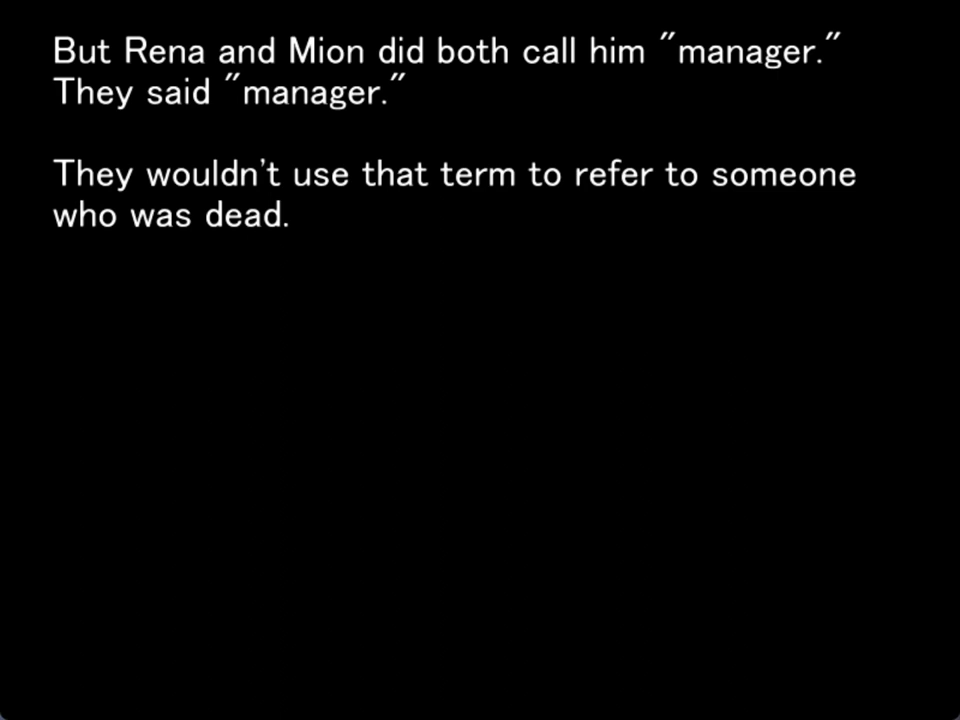 But Rena and Mion did both call him "manager."
They said "manager."
They wouldn't use that term to refer to someone
who was dead.